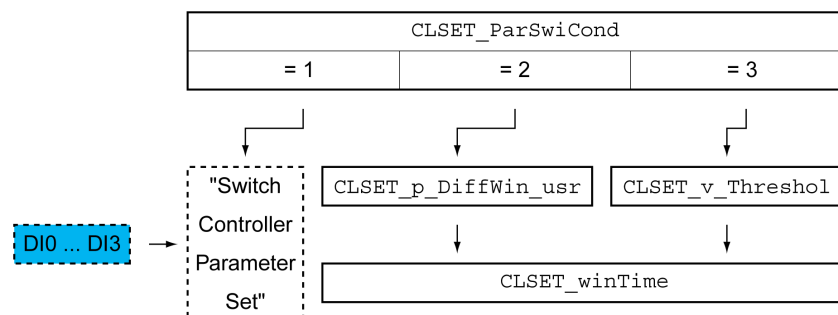 CLSET_ParSwiCond
= 1
= 2
= 3
"Switch
Controller
Parameter
Set"
CLSET_p_DiffWin_usr
CLSET_v_Threshol
DI0 ... DI3
CLSET_winTime